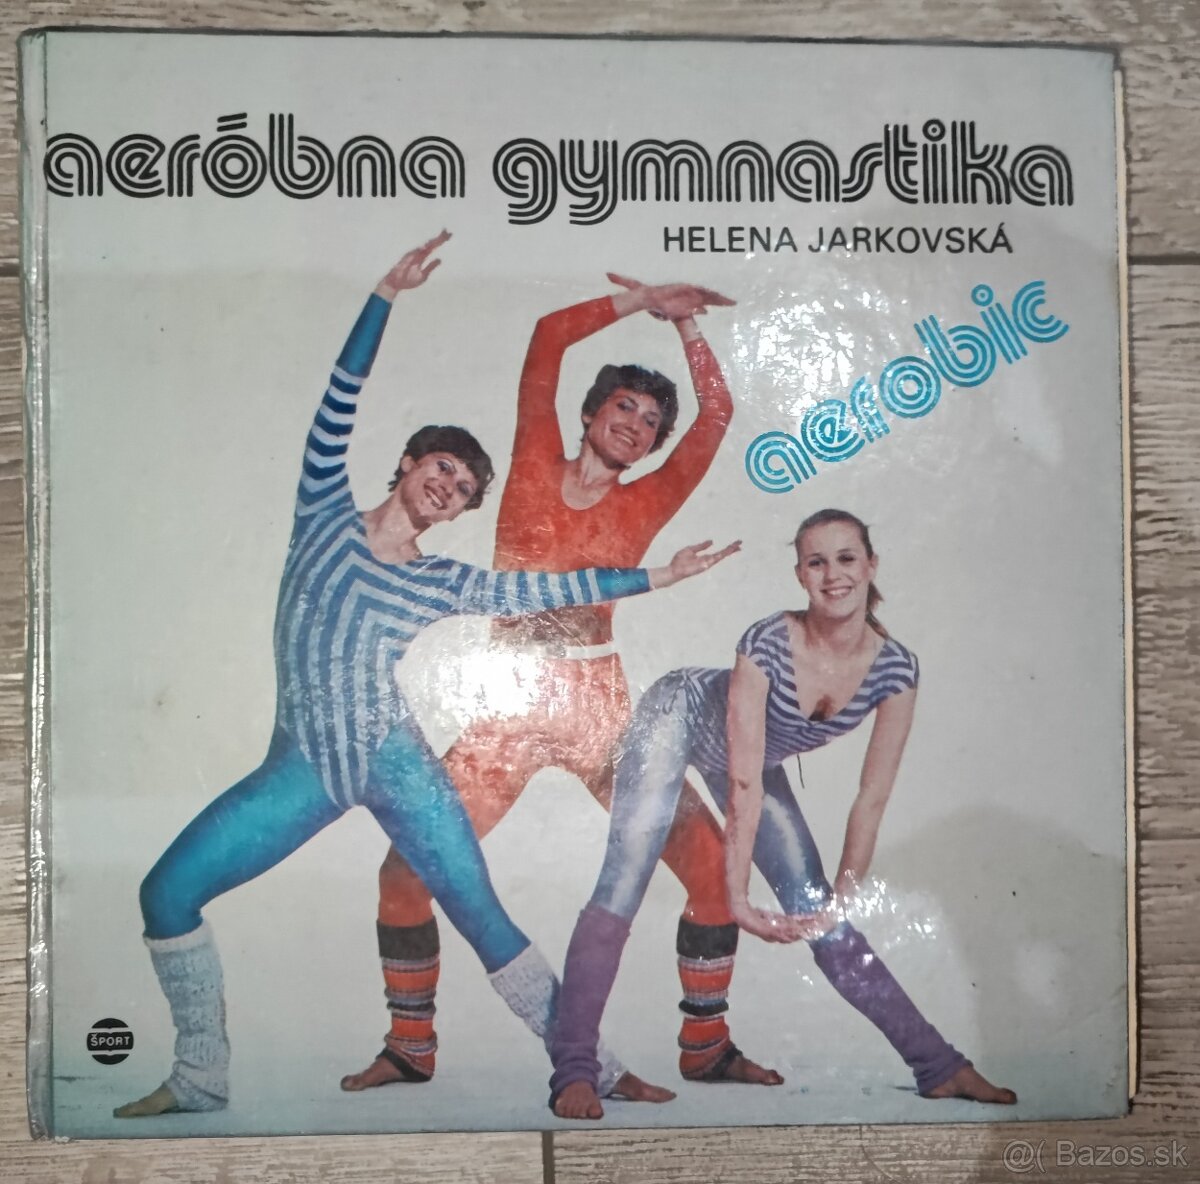 aeróbna gymnastika
HELENA JARKOVSKÁ
aerobic
ŠPORT
@( Bazos.sk